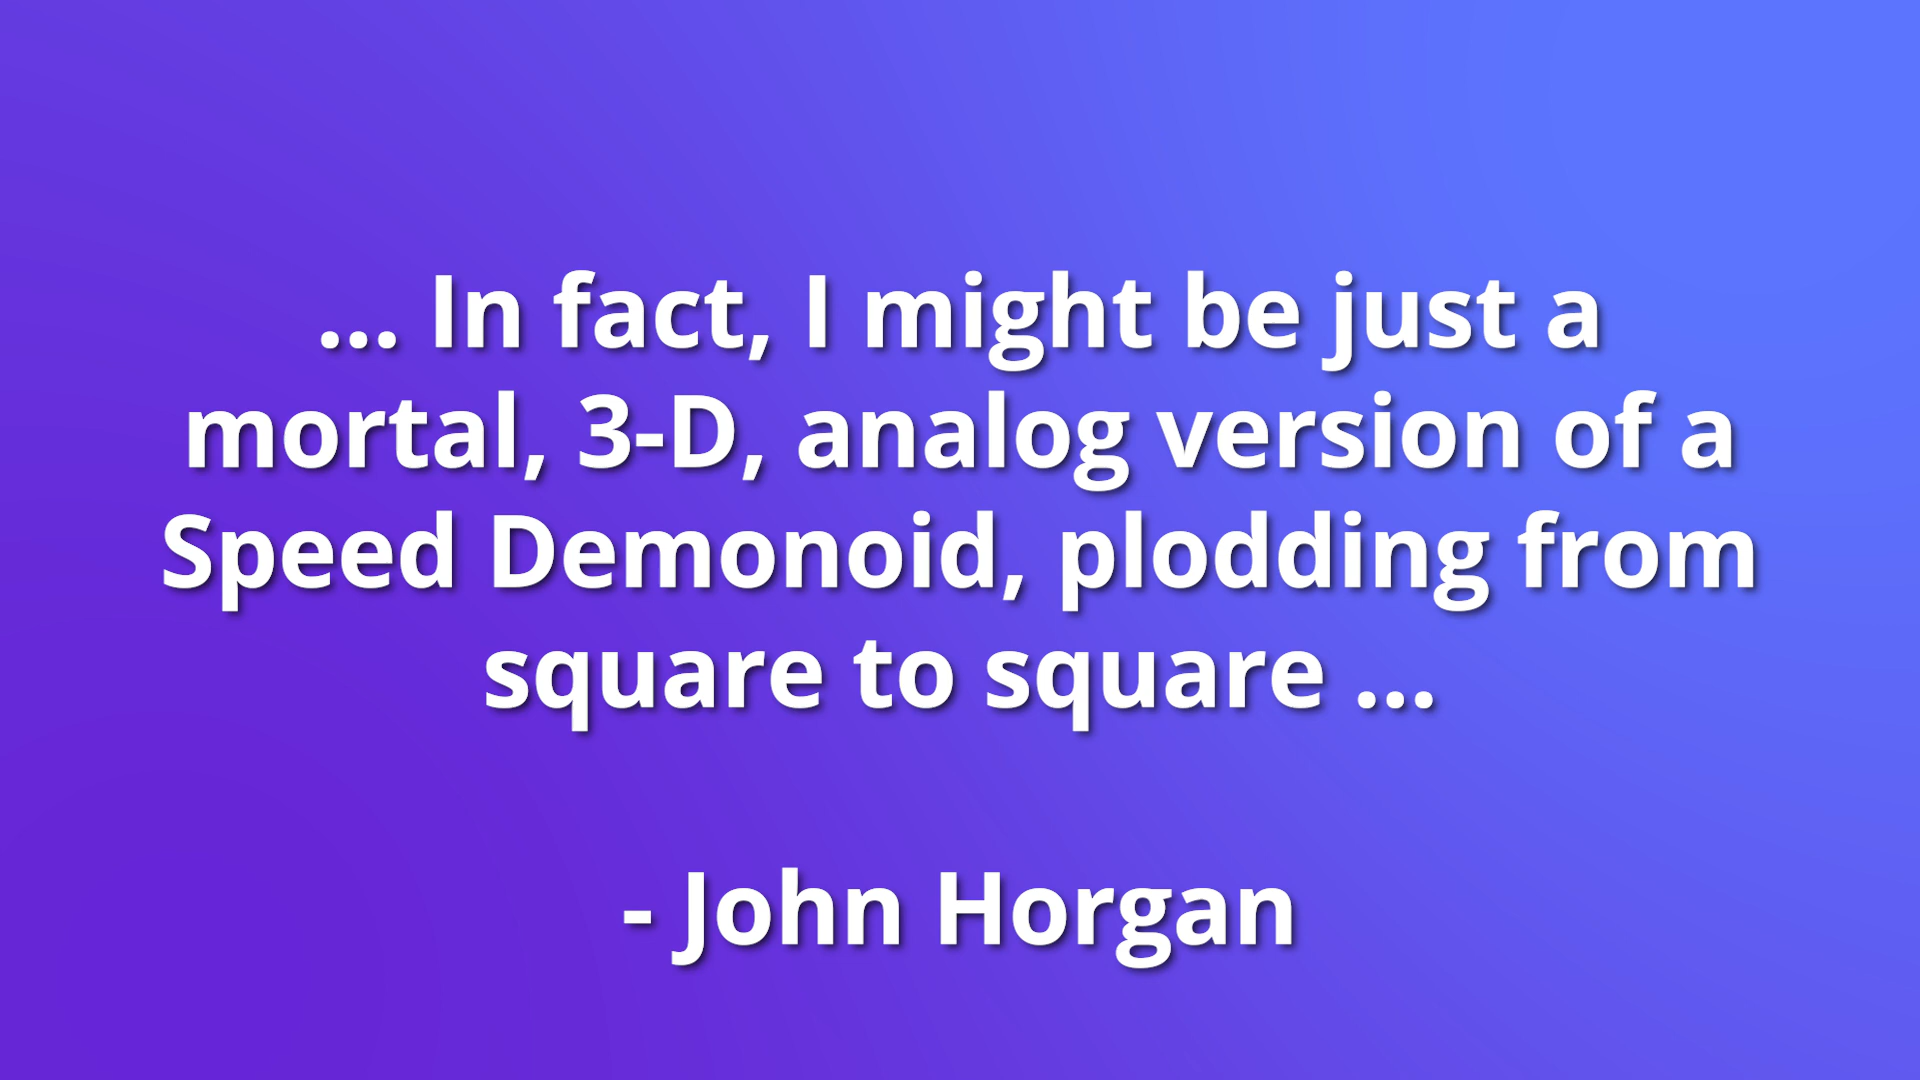 ... In fact, I might be just a
mortal, 3-D, analog version of a
Speed Demonoid, plodding from
square to square ...
- John Horgan